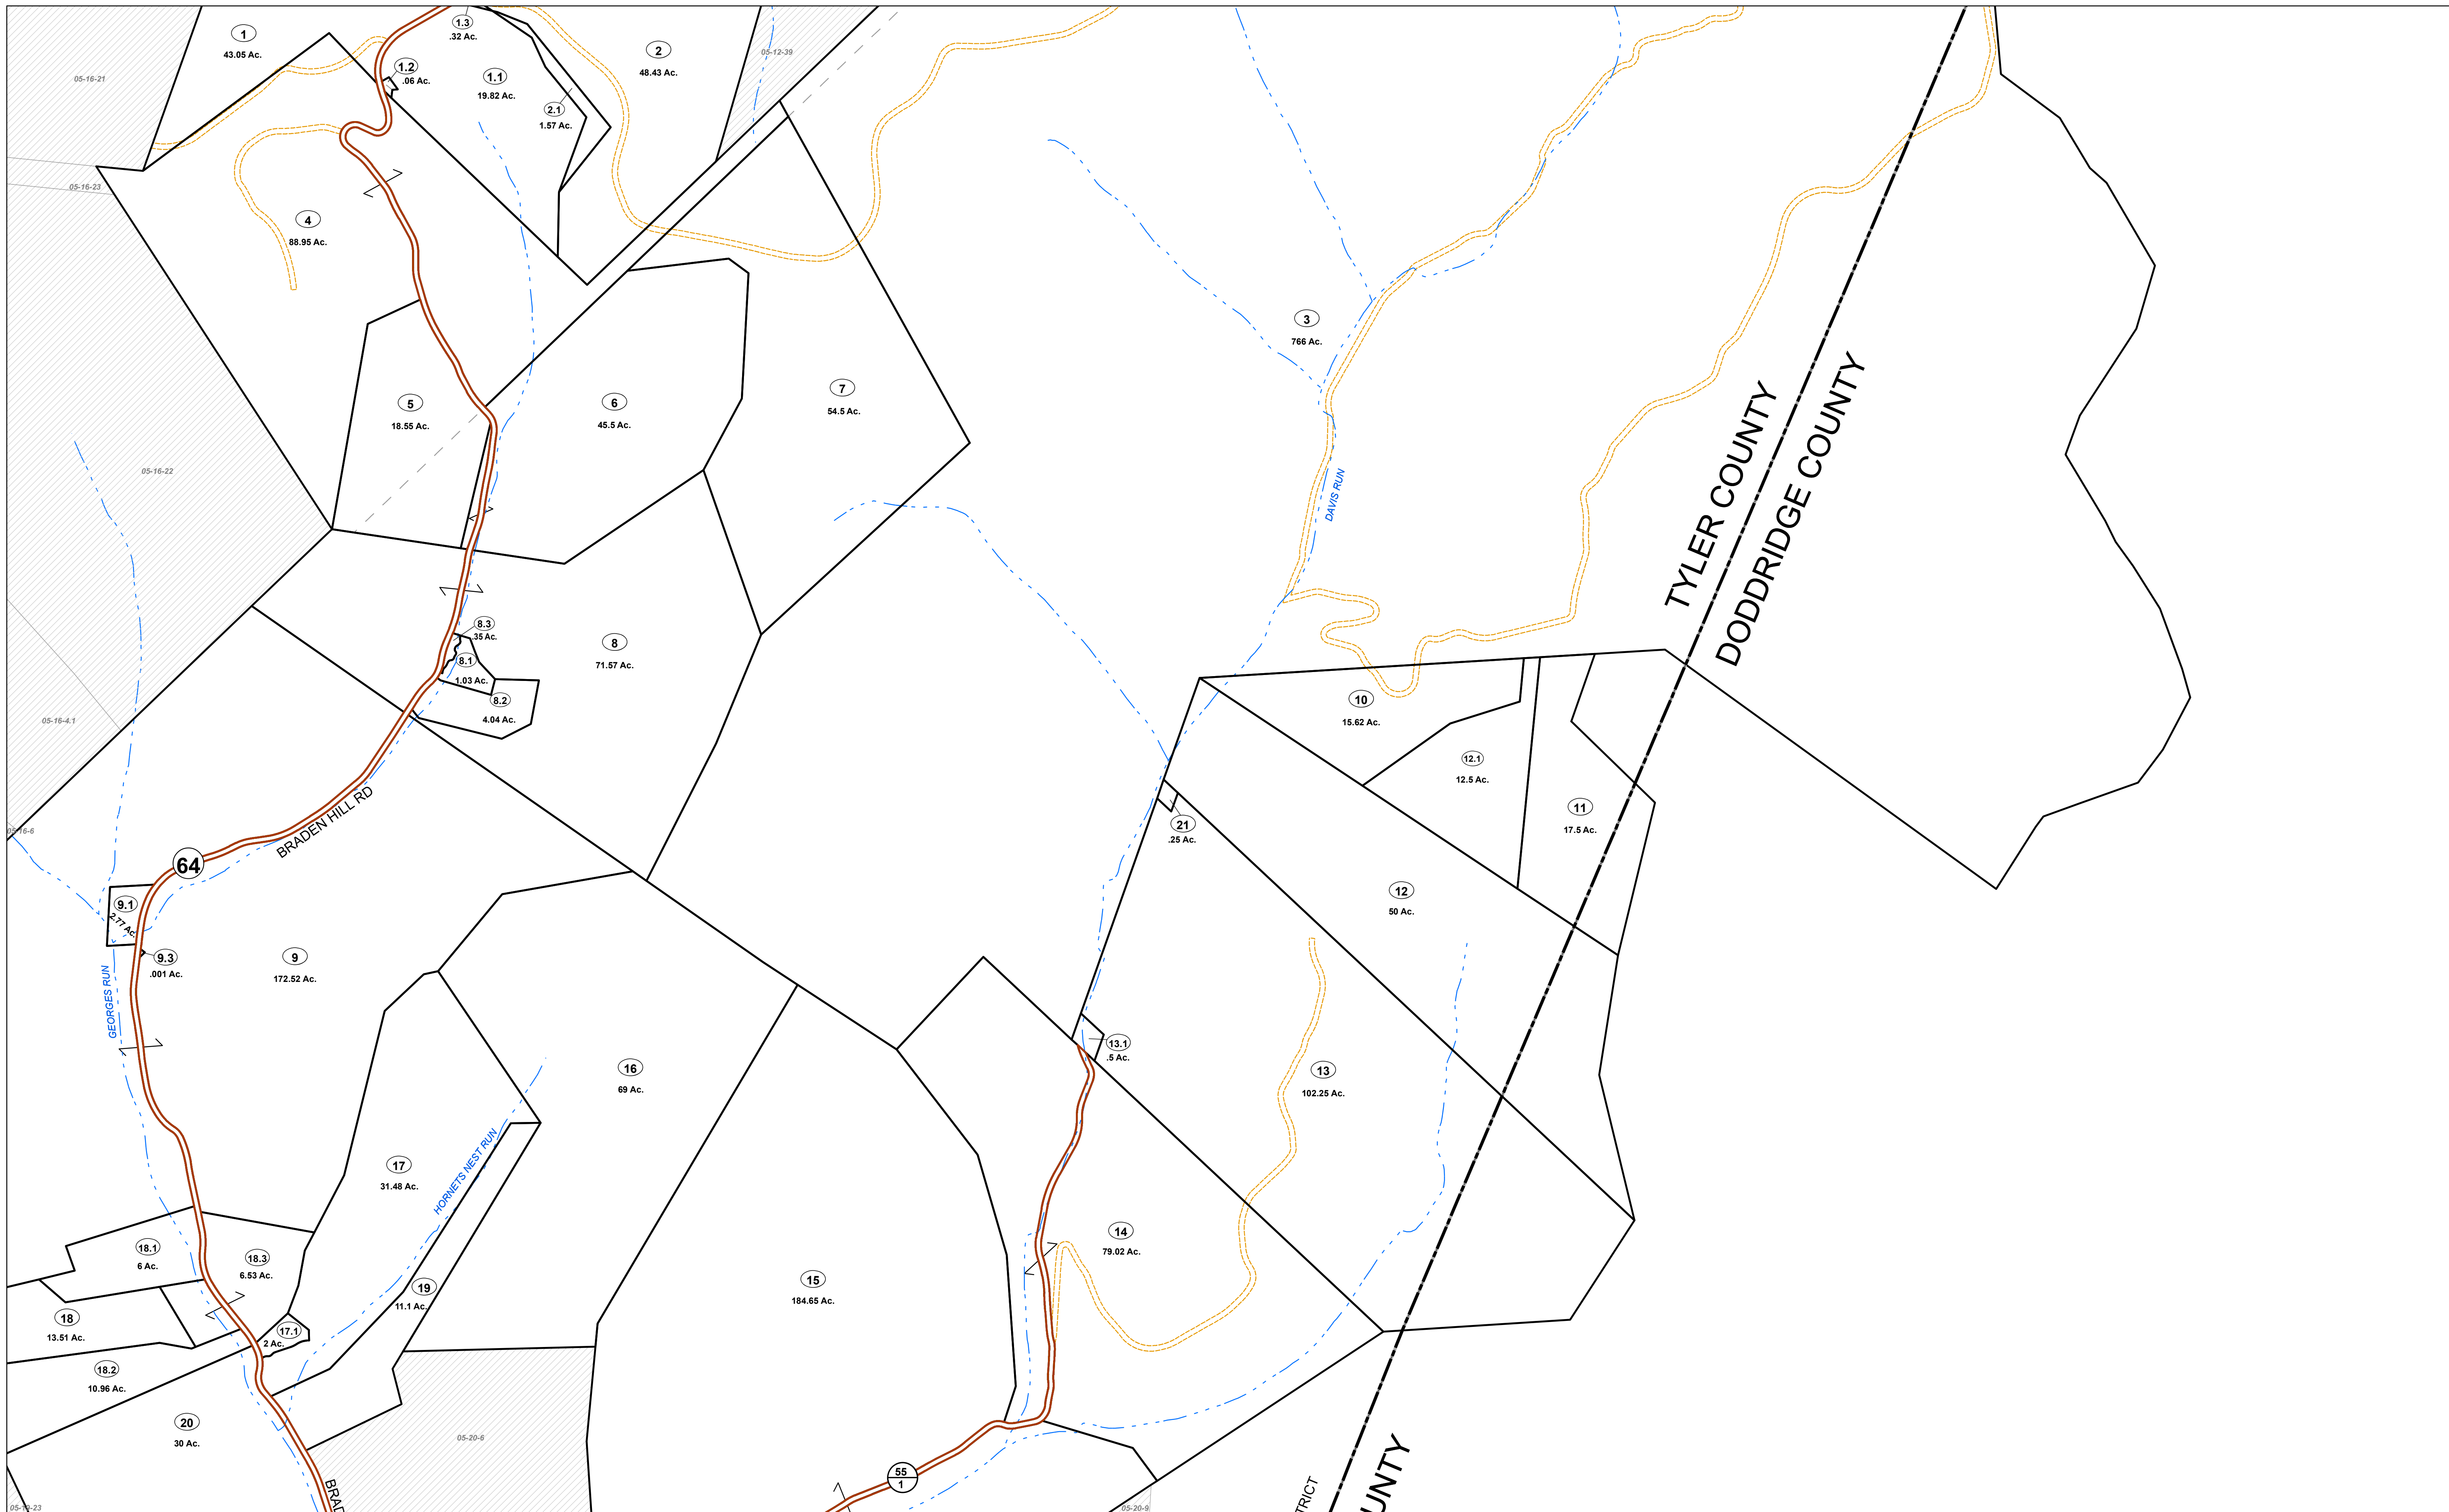 1.3
.32 Ac.
1
43.05 Ac.
2
48.43 Ac.
05-12-39
05-16-21
1.2
.06 Ac.
1.1
19.82 Ac.
2.1
1.57 Ac.
05-16-23
4
88.95 Ac.
3
766 Ac.
7
54.5 Ac.
5
18.55 Ac.
6
45.5 Ac.
TYLER COUNTY
DODDRIDGE COUNTY
05-16-22
DAVIS RUN
8.3
.35 Ac.
8
71.57 Ac.
8.1
1.03 Ac.
8.2
4.04 Ac.
10
15.62 Ac.
05-16-4.1
12.1
12.5 Ac.
11
17.5 Ac.
21
.25 Ac.
05-16-6
BRADEN HILL RD
64
12
50 Ac.
9.1
2.77 Ac.
9.3
.001 Ac.
9
172.52 Ac.
GEORGES RUN
13.1
.5 Ac.
16
69 Ac.
13
102.25 Ac.
17
31.48 Ac.
HORNETS NEST RUN
14
79.02 Ac.
18.1
6 Ac.
18.3
6.53 Ac.
15
184.65 Ac.
19
11.1 Ac.
18
13.51 Ac.
17.1
2 Ac.
18.2
10.96 Ac.
20
30 Ac.
05-20-6
55
1
BRAD
05-19-23
05-20-9
TRICT
UNTY